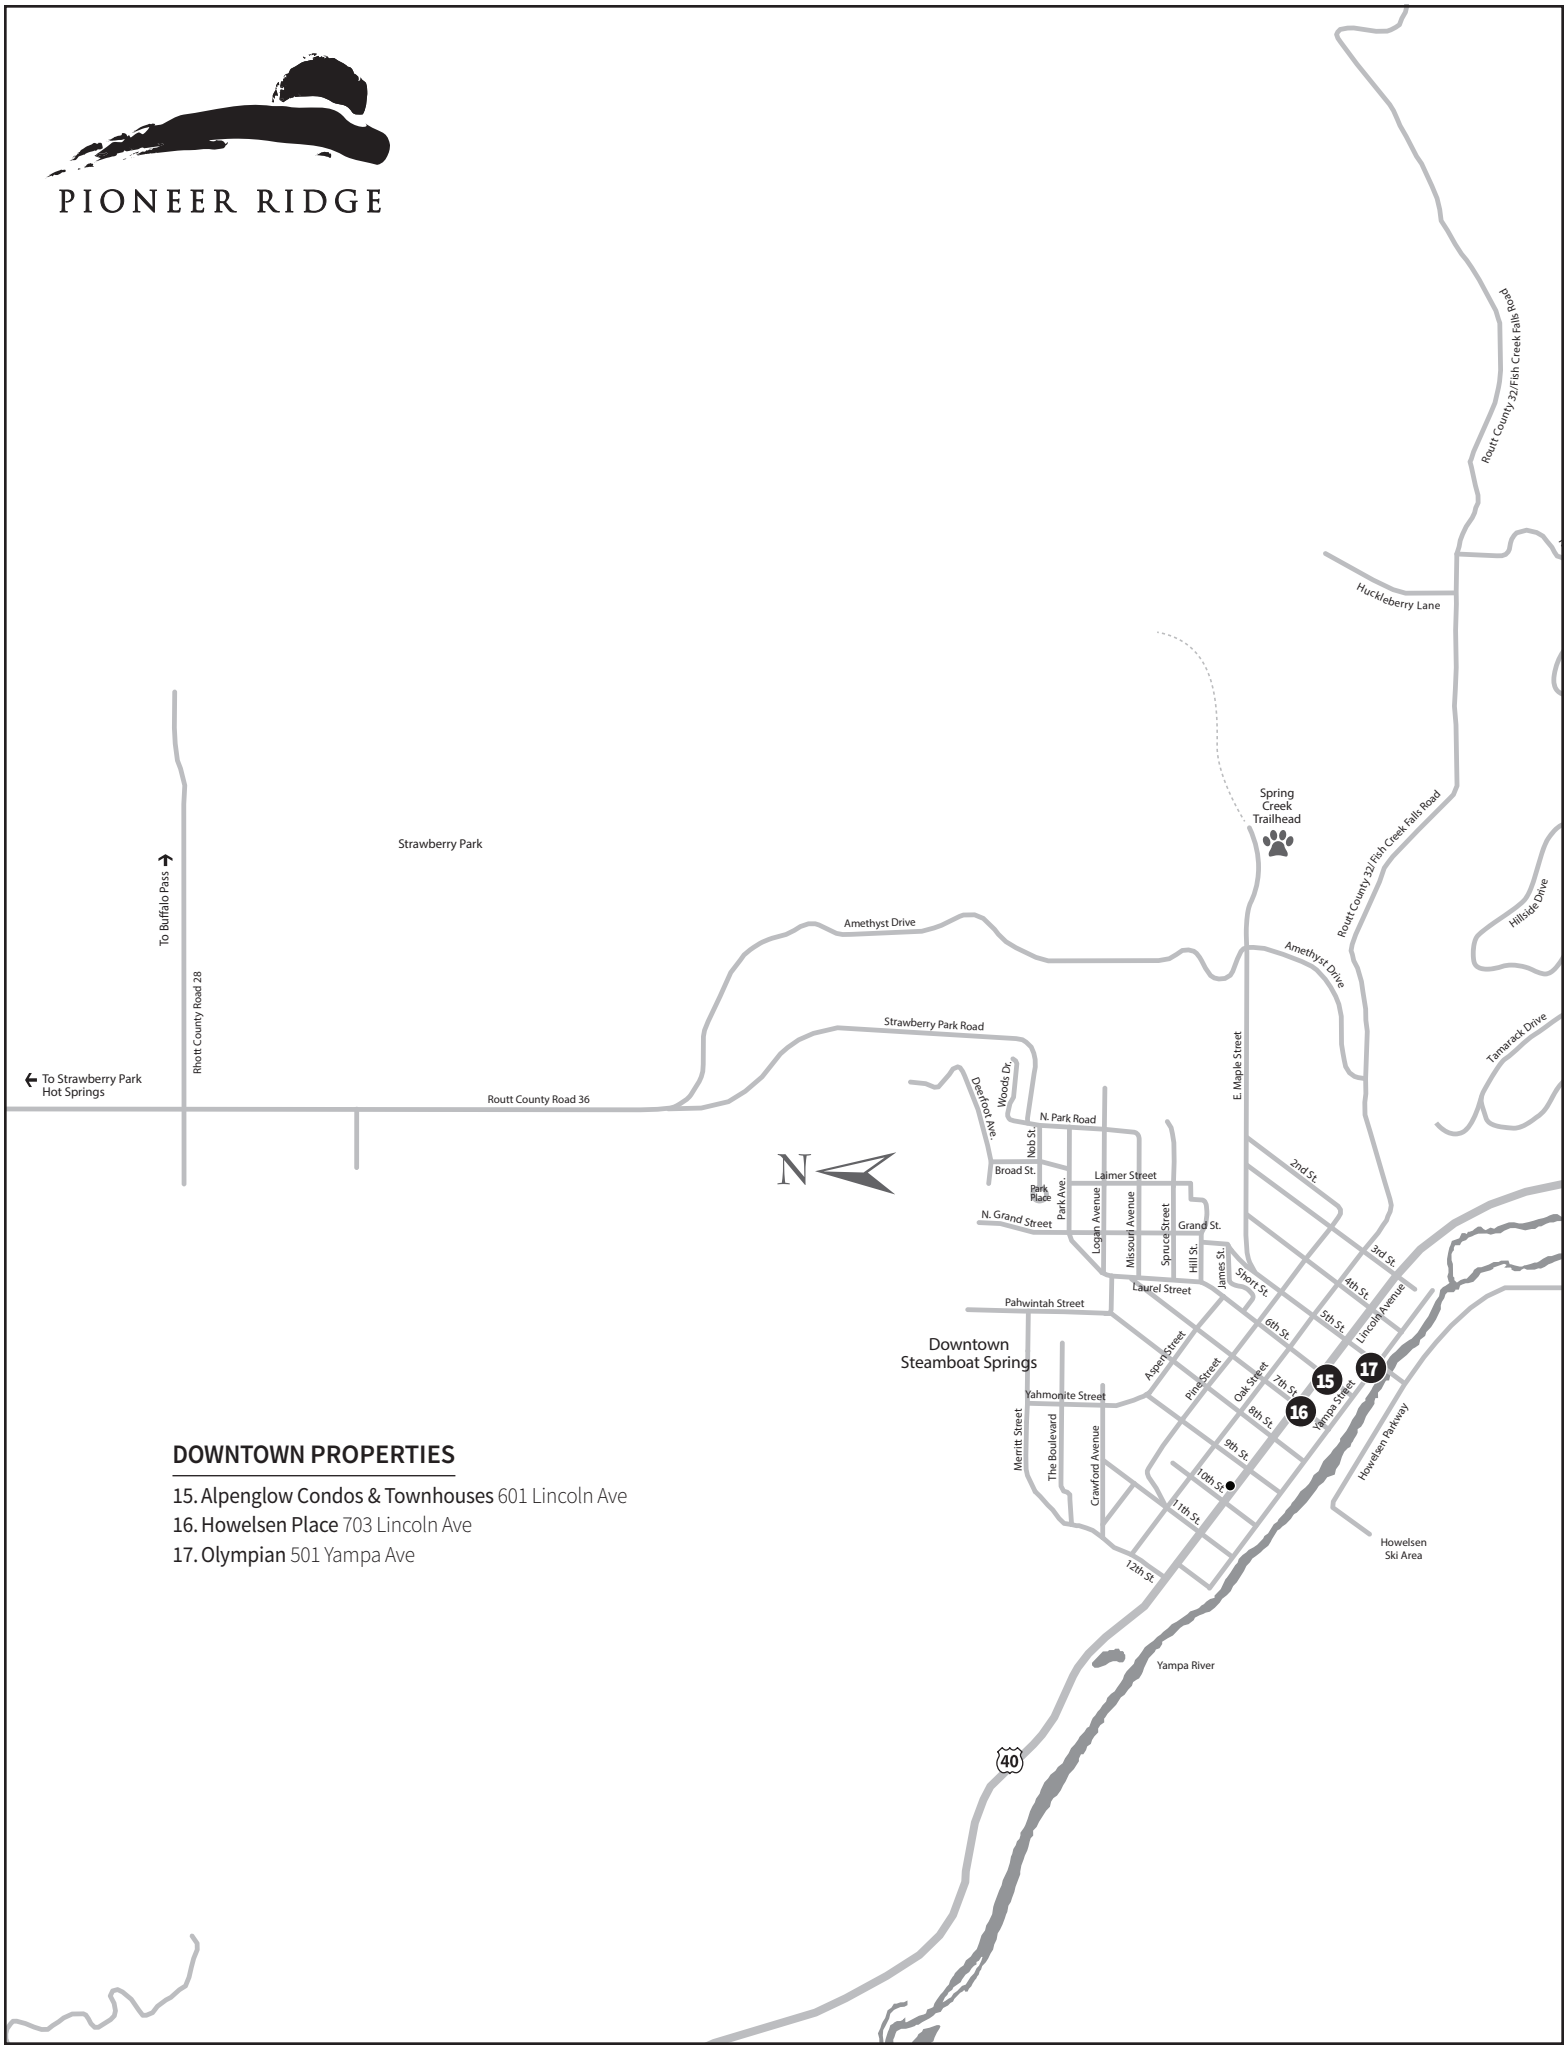 PIONEER RIDGE
Routt County 32/Fish Creek Falls Road
Huckleberry Lane
Spring
Creek
Trailhead
Routt County 32/ Fish Creek Falls Road
Hillside Drive
Strawberry Park
To Buffalo Pass
Rhott County Road 28
Amethyst Drive
Amethyst Drive
Tamarack Drive
Strawberry Park Road
E. Maple Street
To Strawberry Park
Hot Springs
Routt County Road 36
Woods Dr.
Deerfoot Ave.
N. Park Road
Nob St.
N
Broad St.
Laimer Street
2nd St.
Park
Place
Park Ave.
Logan Avenue
Missouri Avenue
Spruce Street
N. Grand Street
Grand St.
Hill St.
James St.
3rd St.
Short St.
Laurel Street
4th St.
Pahwintah Street
Lincoln Avenue
5th St.
6th St.
Downtown
Steamboat Springs
Aspen Street
Pine Street
Oak Street
7th St.
15
17
16
Yampa Street
8th St.
Yahmonite Street
Merritt Street
The Boulevard
Crawford Avenue
9th St.
Howelsen Parkway
10th St.
11th St.
12th St.
Howelsen
Ski Area
DOWNTOWN PROPERTIES
15. Alpenglow Condos & Townhouses 601 Lincoln Ave
16. Howelsen Place 703 Lincoln Ave
17. Olympian 501 Yampa Ave
Yampa River
40